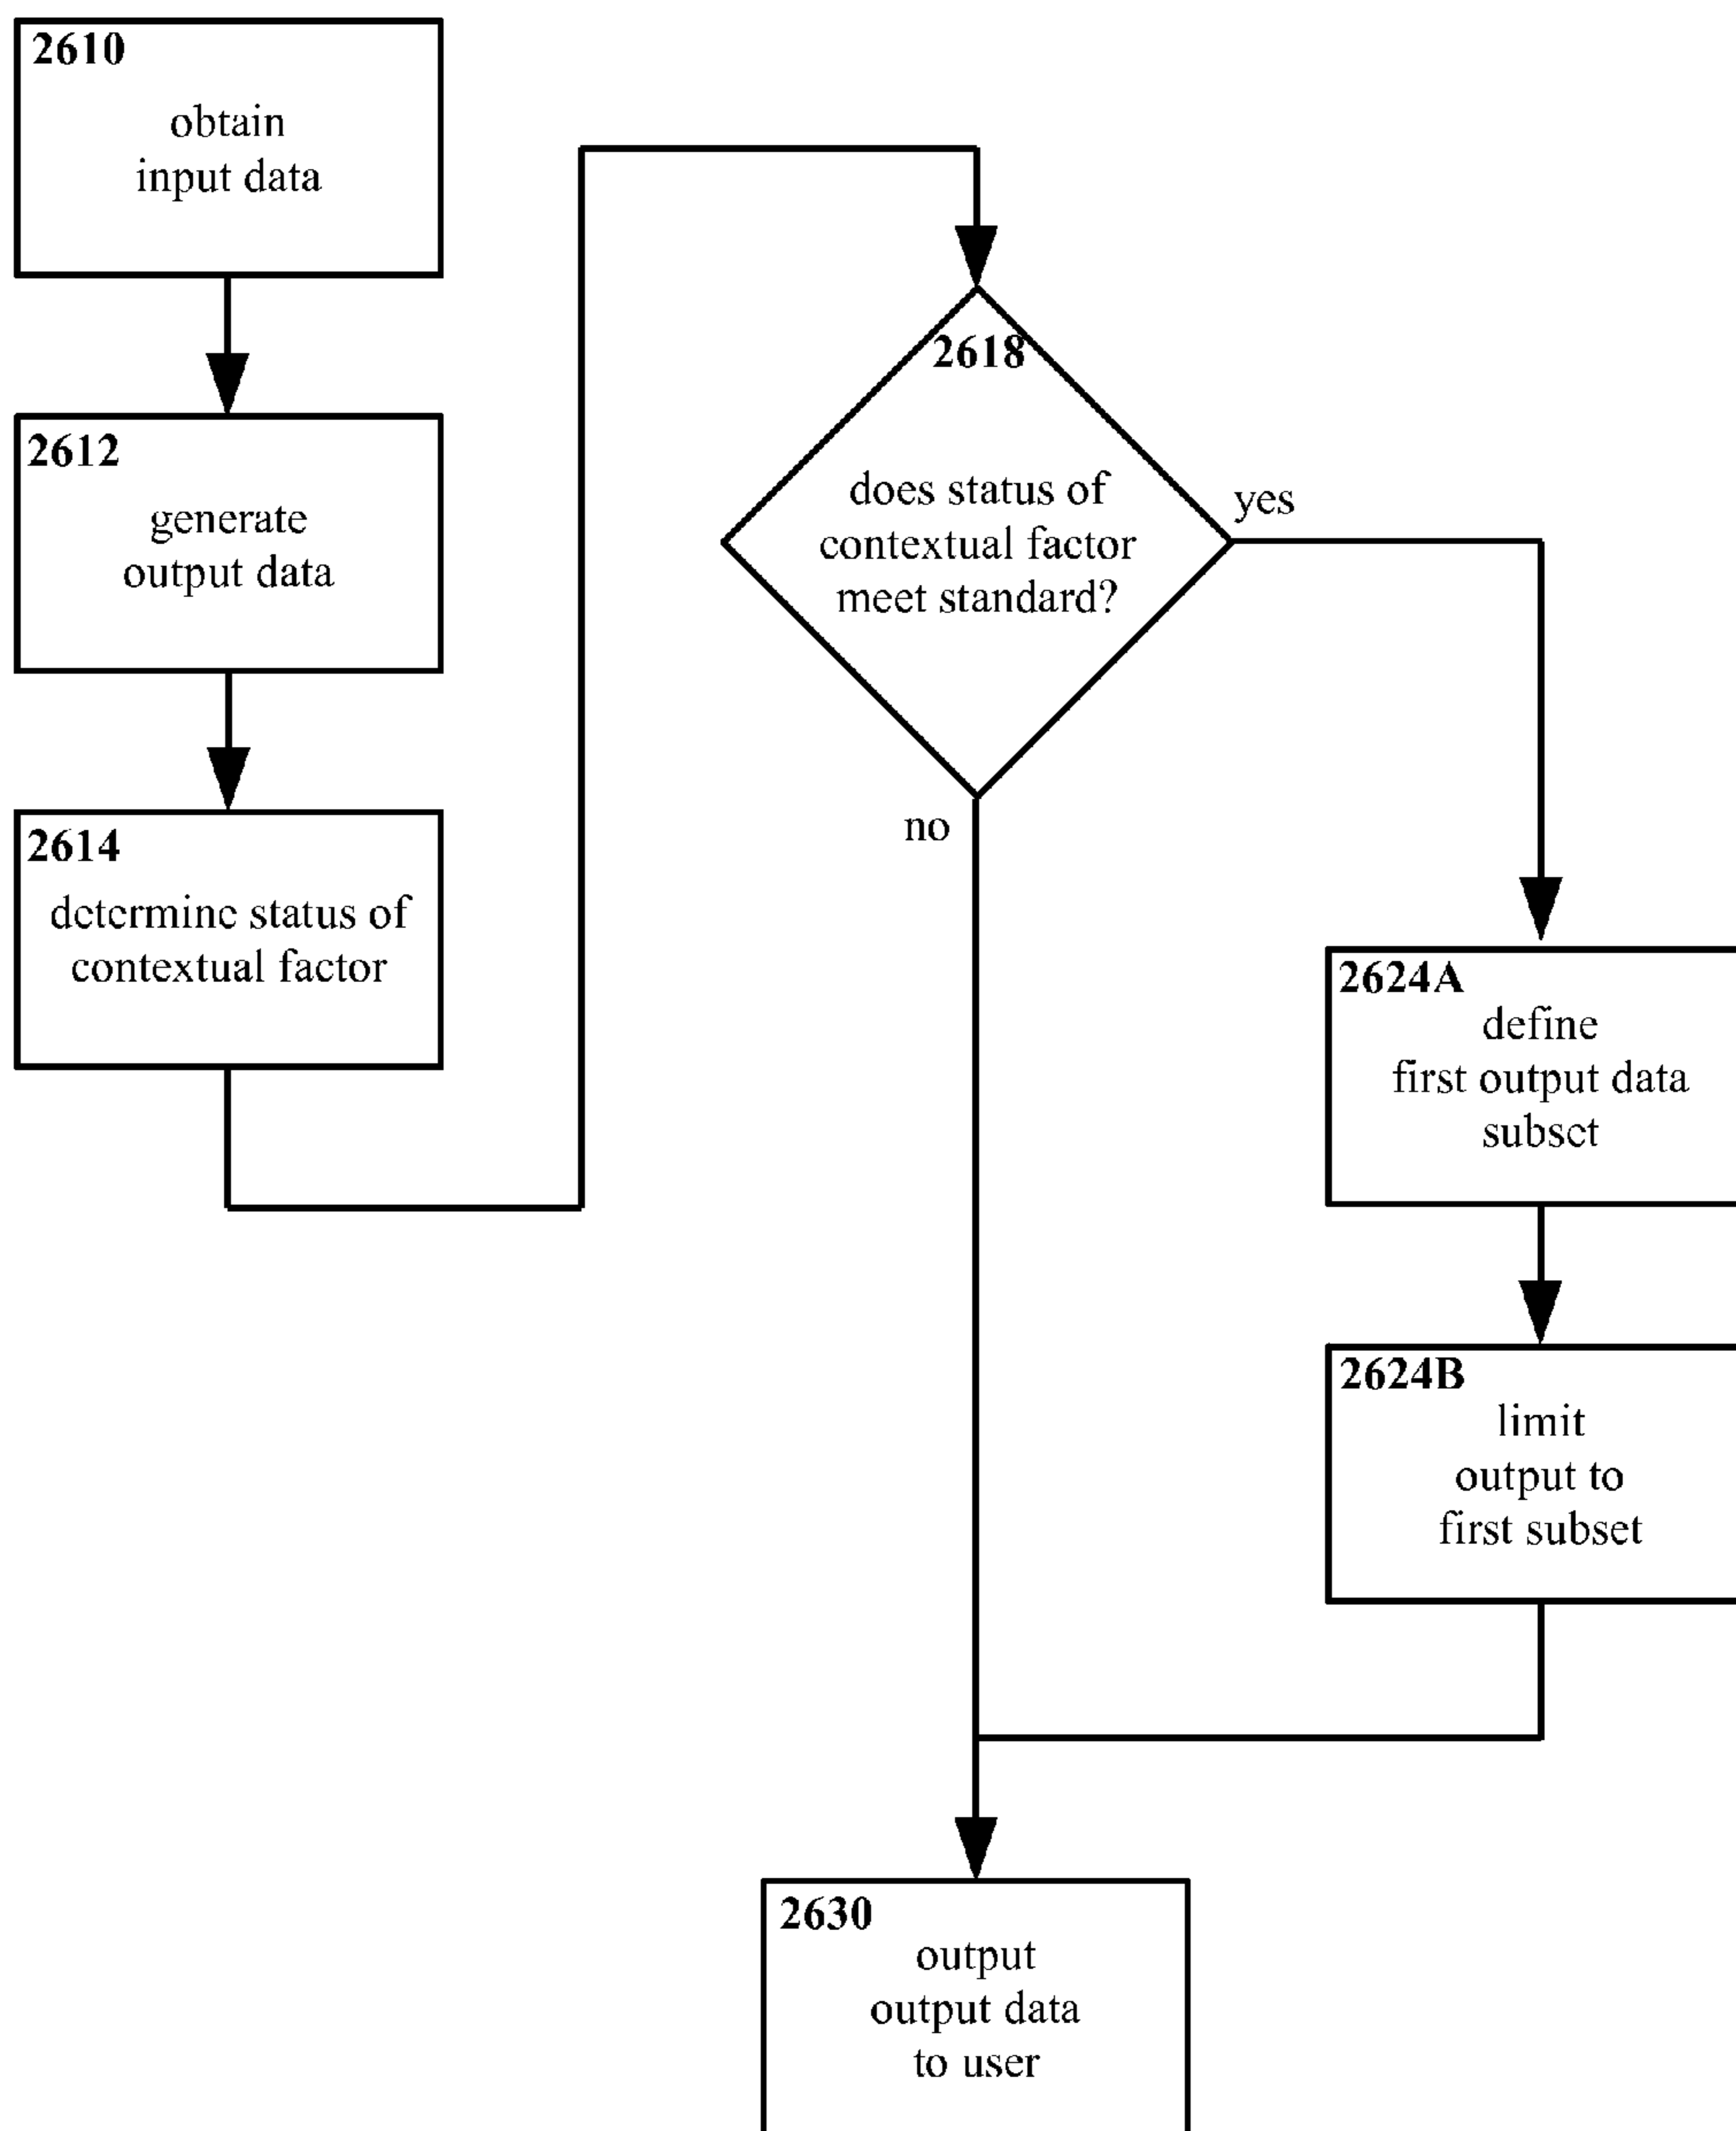 2610
obtain
input data
2612
generate
output data
2614
determine status of
contextual factor
2618
does status of
contextual factor
meet standard?
yes
no
2624A
define
first output data
subset
2624B
limit
output to
first subset
2630
output
output data
to user